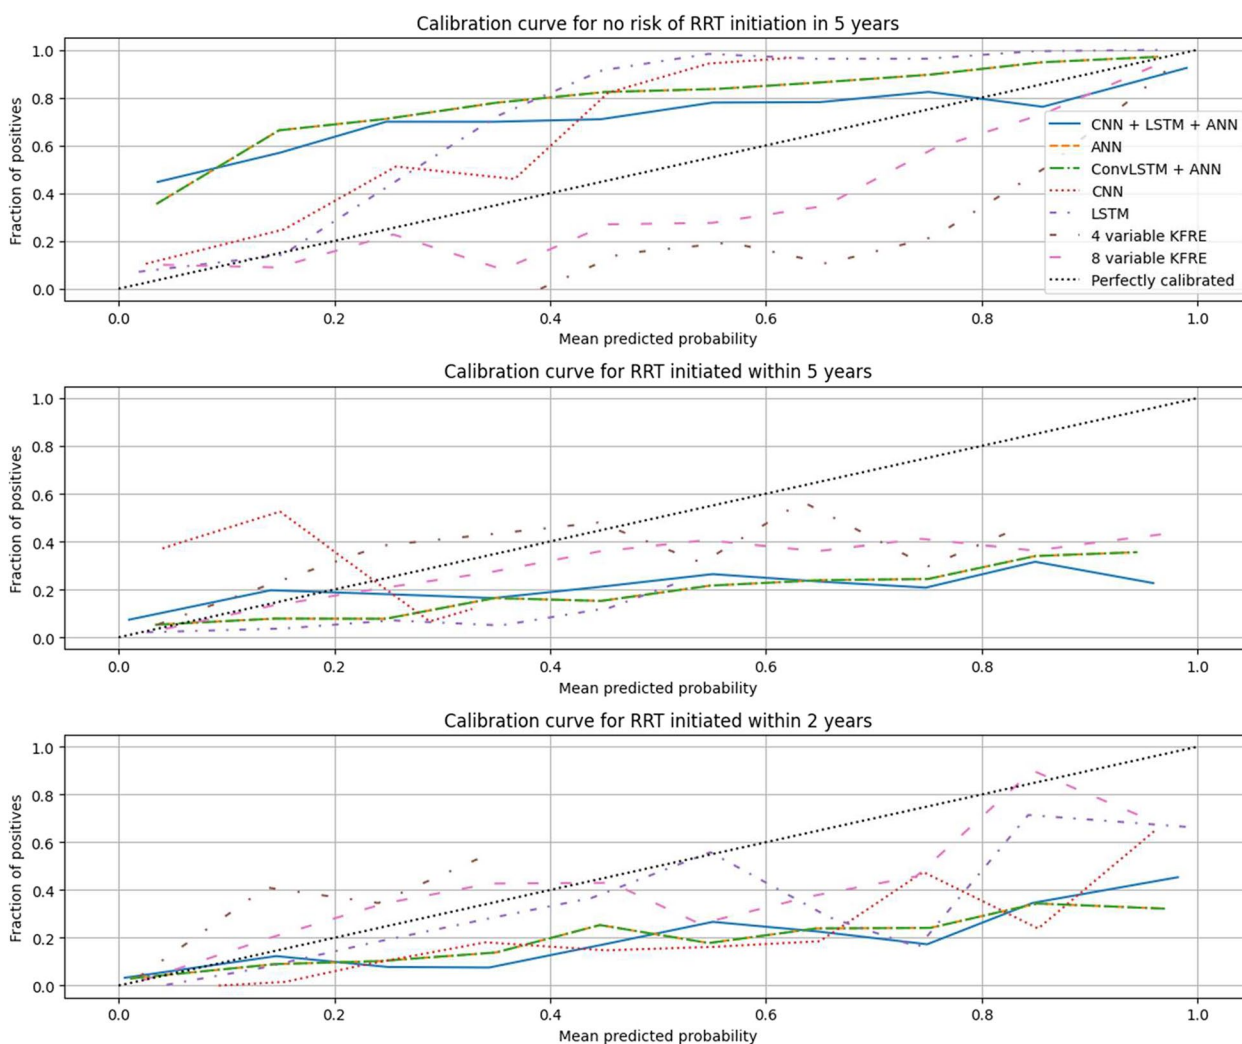 Calibration curve for no risk of RRT initiation in 5 years
1.0
0.8
0.6
0.4
0.2
0.0
Fraction of positives
0.0 0.2 0.4 0.6 0.8 1.0
Mean predicted probability
CNN + LSTM + ANN
ANN
ConvLSTM + ANN
CNN
LSTM
4 variable KFRE
8 variable KFRE
Perfectly calibrated
Calibration curve for RRT initiated within 5 years
1.0
0.8
0.6
0.4
0.2
0.0
Fraction of positives
0.0 0.2 0.4 0.6 0.8 1.0
Mean predicted probability
Calibration curve for RRT initiated within 2 years
1.0
0.8
0.6
0.4
0.2
0.0
Fraction of positives
0.0 0.2 0.4 0.6 0.8 1.0
Mean predicted probability